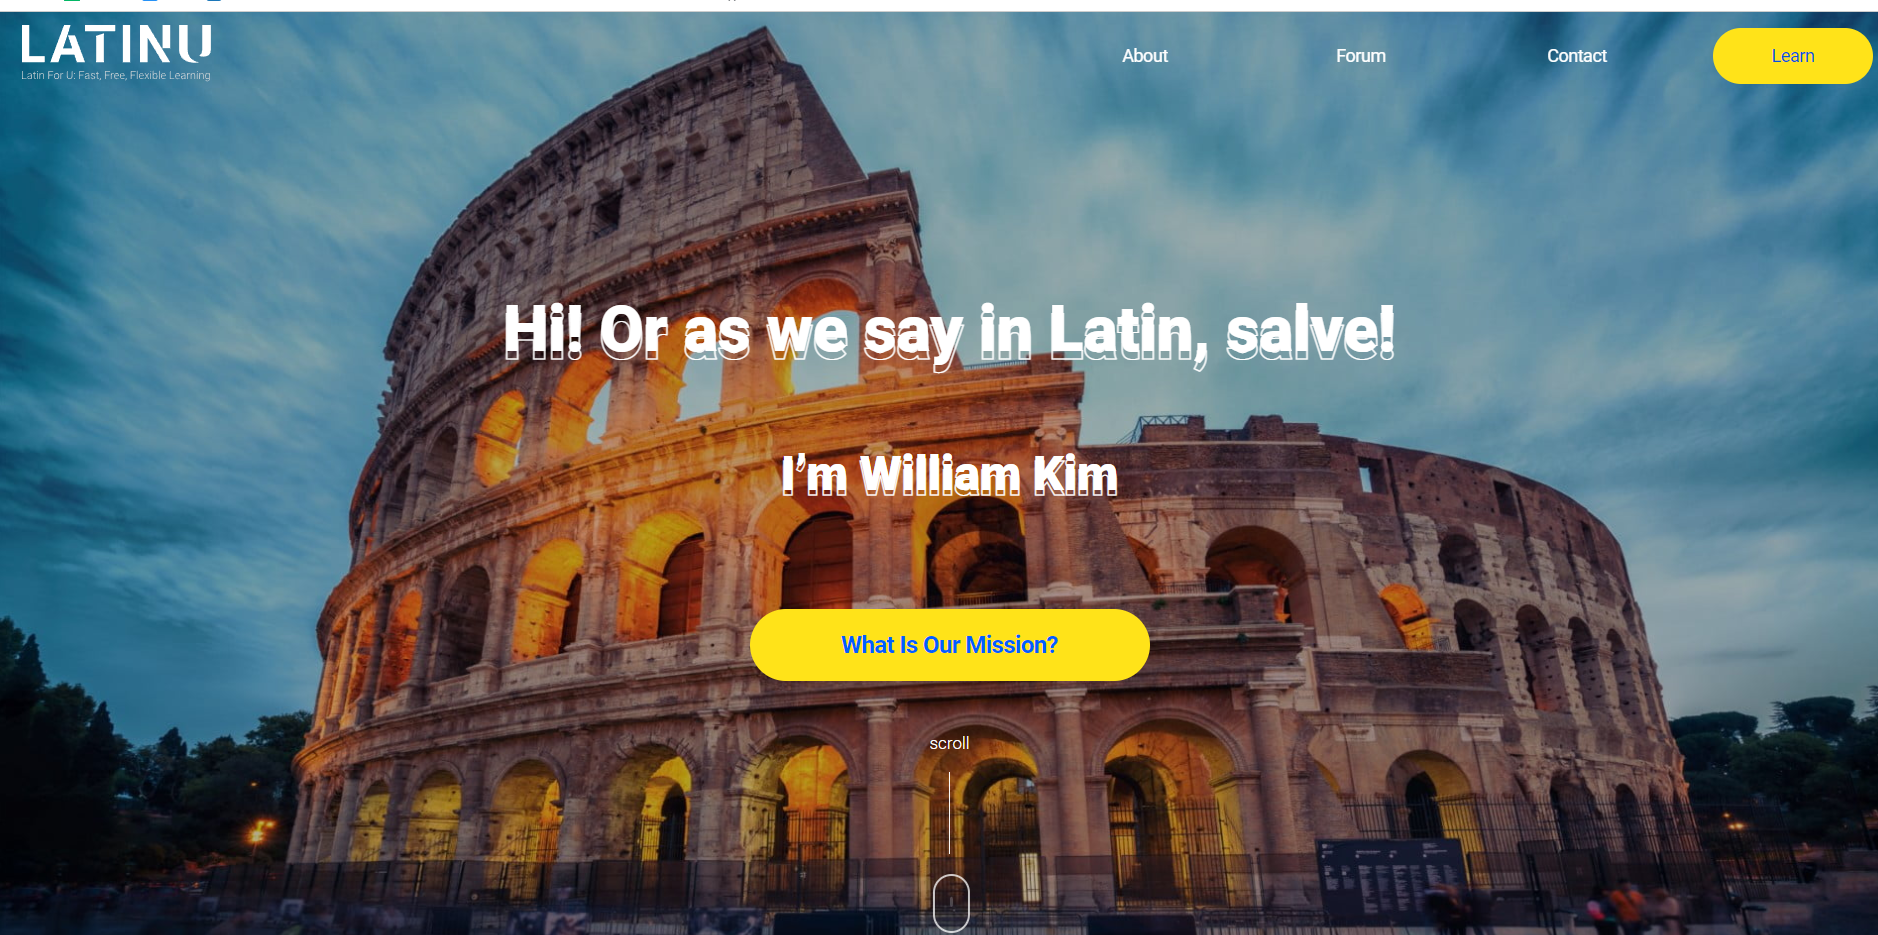 LATINU
Latin For U: Fast, Free, Flexible Learning
About
Forum
Contact
Learn
Hi! Or as we say in Latin, salve!
I'm William Kim
What Is Our Mission?
scroll